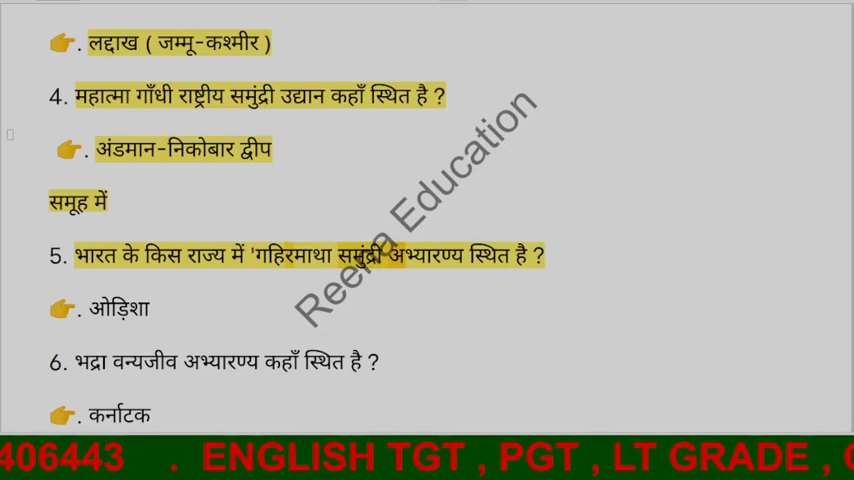 👉. लद्दाख ( जम्मू-कश्मीर )
4. महात्मा गाँधी राष्ट्रीय समुंद्री उद्यान कहाँ स्थित है ?
👉. अंडमान-निकोबार द्वीप
समूह में
5. भारत के किस राज्य में 'गहिरमाथा समुंद्री अभ्यारण्य स्थित है ?
👉. ओड़िशा
6. भद्रा वन्यजीव अभ्यारण्य कहाँ स्थित है ?
👉. कर्नाटक
Reena Education
406443 . ENGLISH TGT , PGT , LT GRADE ,